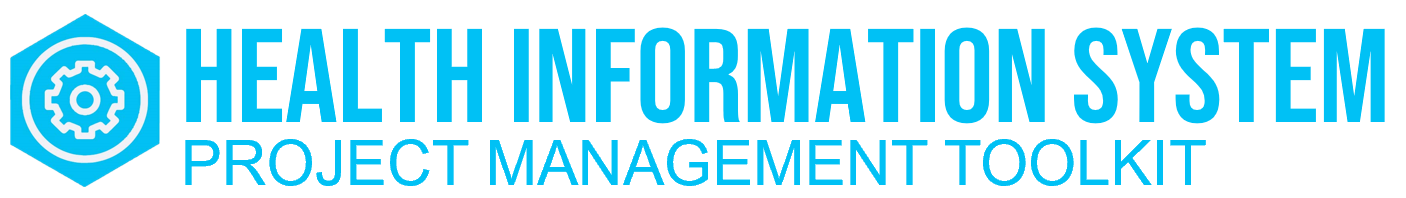 HEALTH INFORMATION SYSTEM
PROJECT MANAGEMENT TOOLKIT